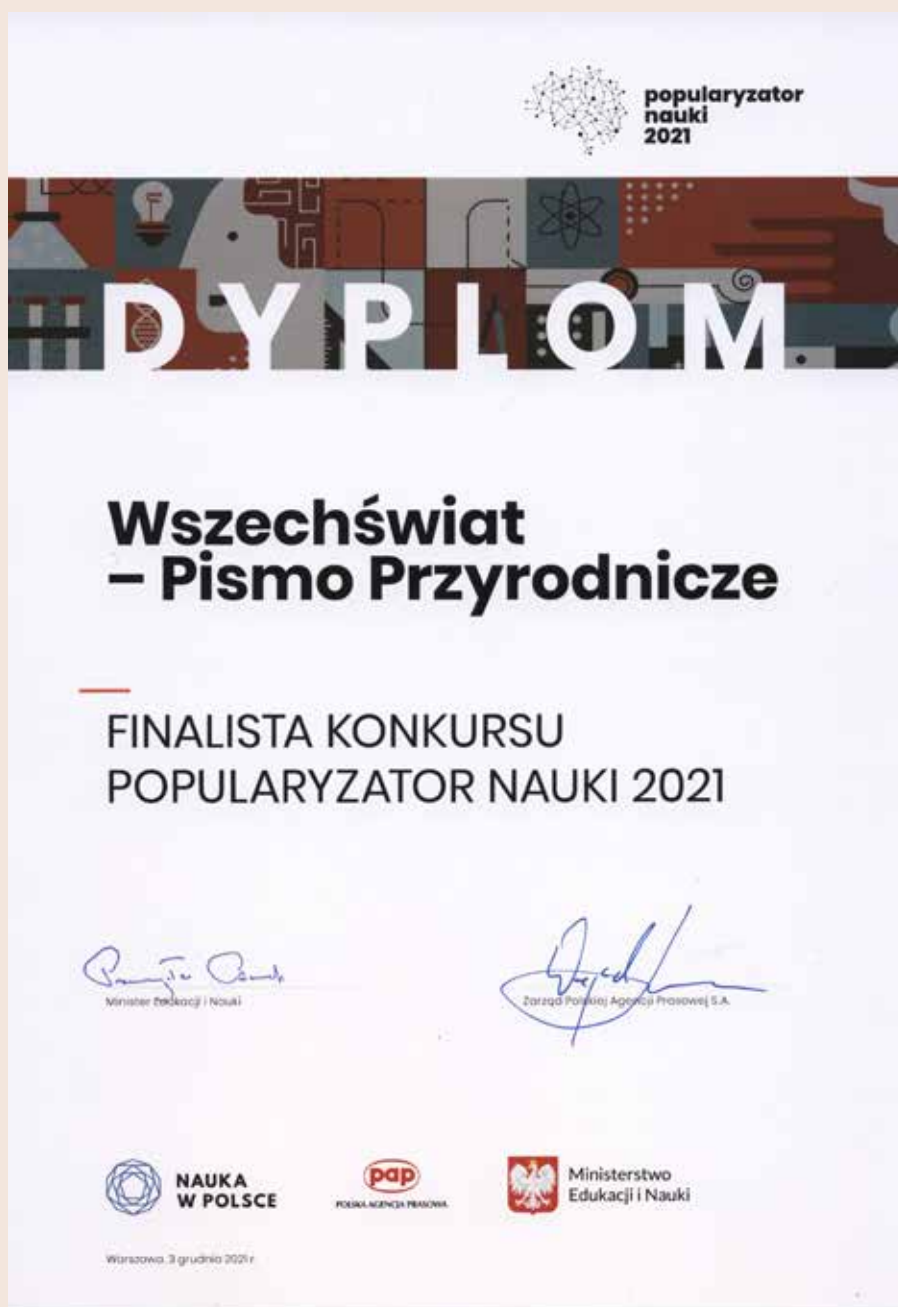 popularyzator
nauki
2021
DYPLOM
Wszechświat
– Pismo Przyrodnicze
FINALISTA KONKURSU
POPULARYZATOR NAUKI 2021
Minister Edukacji i Nauki
Zarząd Polskiej Agencji Prasowej S.A.
NAUKA
W POLSCE
pap
POLSKA AGENCJA PRASOWA
Ministerstwo
Edukacji i Nauki
Warszawa, 3 grudnia 2021 r.